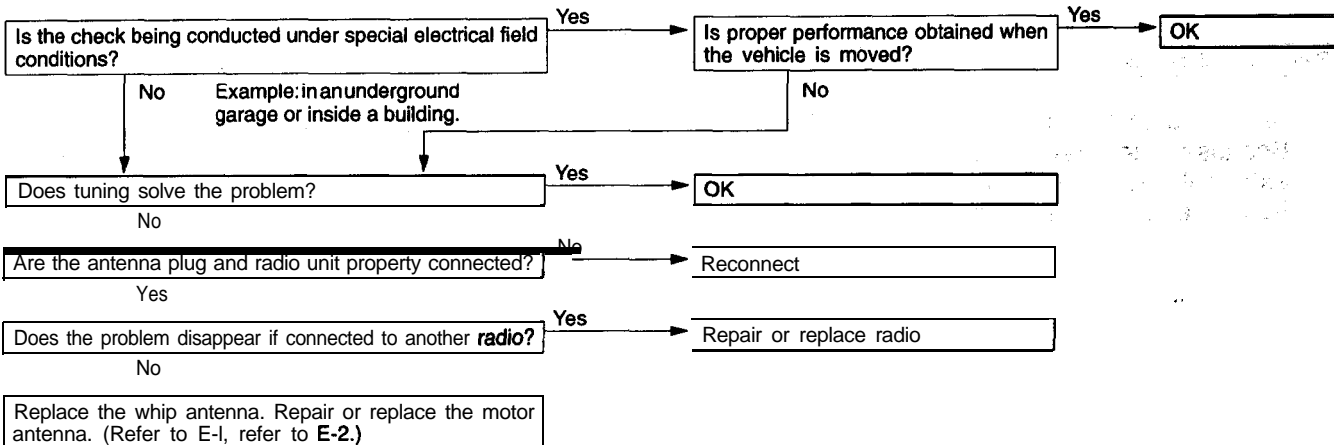 Is the check being conducted under special electrical field
conditions?
Yes
Is proper performance obtained when
the vehicle is moved?
Yes
OK
No
Example: in an underground
garage or inside a building.
No
Does tuning solve the problem?
Yes
OK
No
Are the antenna plug and radio unit property connected?
No
Reconnect
Yes
Does the problem disappear if connected to another radio?
Yes
Repair or replace radio
No
Replace the whip antenna. Repair or replace the motor
antenna. (Refer to E-l, refer to E-2.)